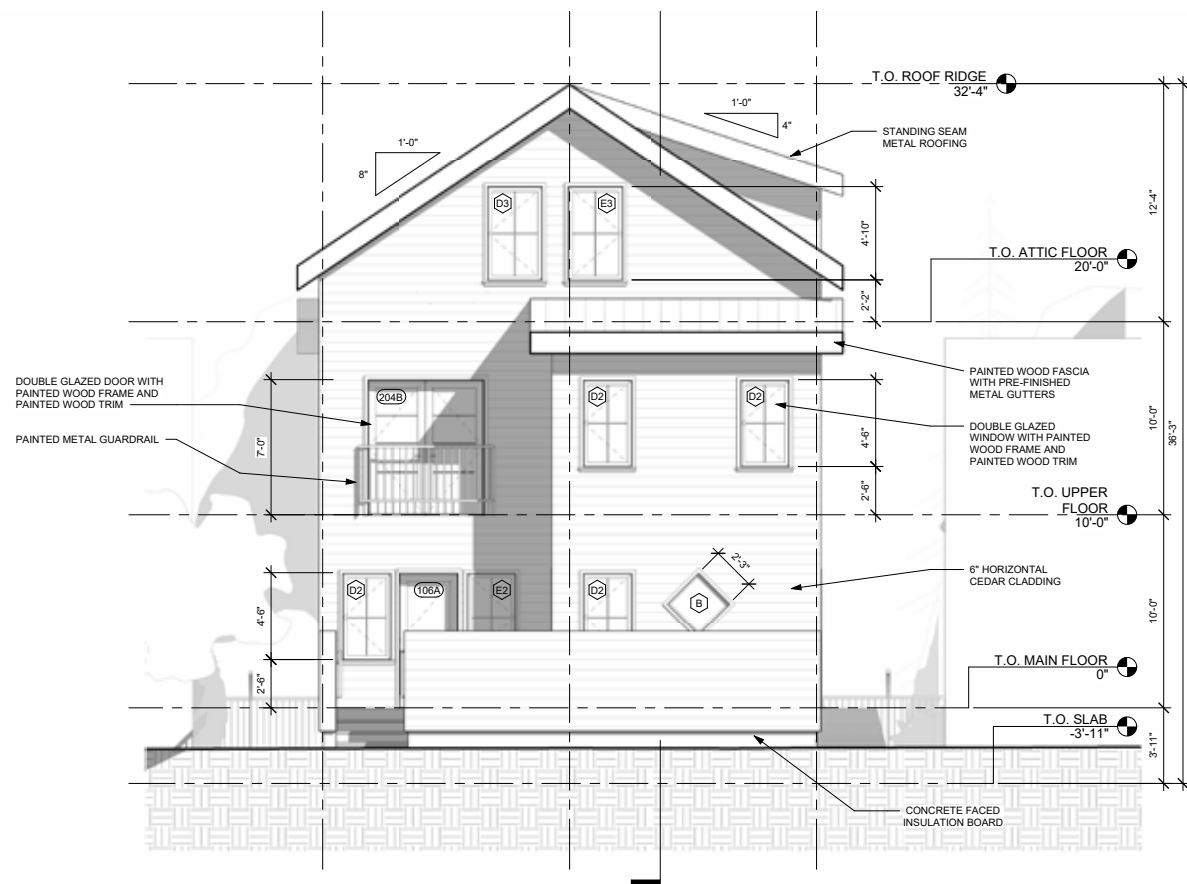 T.O. ROOF RIDGE
32'-4"
1'-0"
4"
STANDING SEAM
METAL ROOFING
1'-0"
8"
D3
E3
4'-10"
12'-4"
T.O. ATTIC FLOOR
20'-0"
2'-2"
DOUBLE GLAZED DOOR WITH
PAINTED WOOD FRAME AND
PAINTED WOOD TRIM
PAINTED METAL GUARDRAIL
7'-0"
204B
D2
D2
4'-6"
2'-6"
PAINTED WOOD FASCIA
WITH PRE-FINISHED
METAL GUTTERS
10'-0"
36'-3"
DOUBLE GLAZED
WINDOW WITH PAINTED
WOOD FRAME AND
PAINTED WOOD TRIM
T.O. UPPER
FLOOR
10'-0"
2'-3"
6" HORIZONTAL
CEDAR CLADDING
D2
106A
E2
D2
B
4'-6"
2'-6"
10'-0"
T.O. MAIN FLOOR
0"
T.O. SLAB
-3'-11"
3'-11"
CONCRETE FACED
INSULATION BOARD